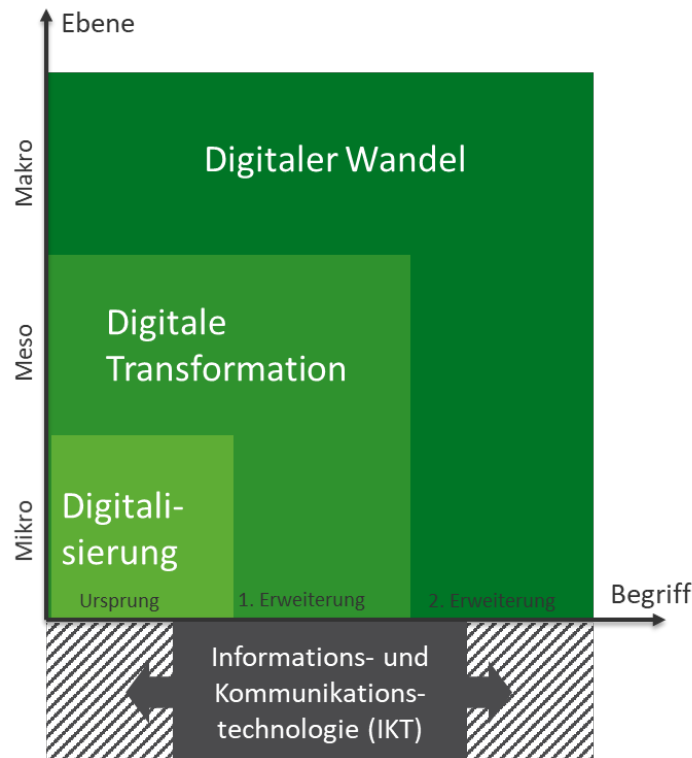 Ebene
Makro
Digitaler Wandel
Meso
Digitale
Transformation
Mikro
Digitali-
sierung
Ursprung
1. Erweiterung
2. Erweiterung
Begriff
Informations- und
Kommunikations-
technologie (IKT)